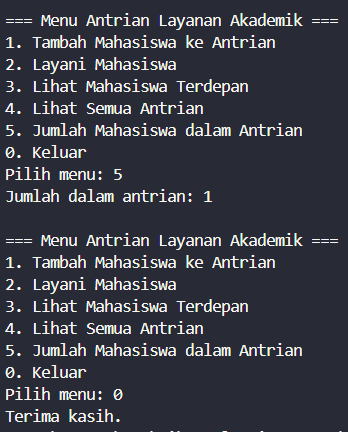 === Menu Antrian Layanan Akademik ===
1. Tambah Mahasiswa ke Antrian
2. Layani Mahasiswa
3. Lihat Mahasiswa Terdepan
4. Lihat Semua Antrian
5. Jumlah Mahasiswa dalam Antrian
0. Keluar
Pilih menu: 5
Jumlah dalam antrian: 1

=== Menu Antrian Layanan Akademik ===
1. Tambah Mahasiswa ke Antrian
2. Layani Mahasiswa
3. Lihat Mahasiswa Terdepan
4. Lihat Semua Antrian
5. Jumlah Mahasiswa dalam Antrian
0. Keluar
Pilih menu: 0
Terima kasih.